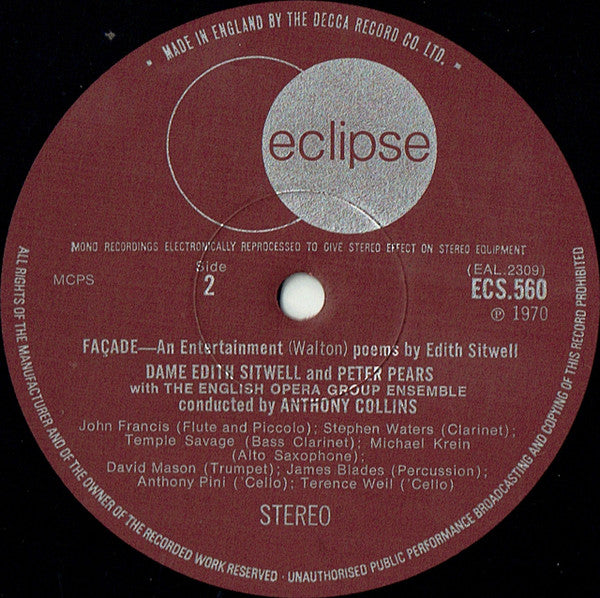 • MADE IN ENGLAND BY THE DECCA RECORD CO. LTD. •
eclipse
MONO RECORDINGS ELECTRONICALLY REPROCESSED TO GIVE STEREO EFFECT ON STEREO EQUIPMENT
MCPS
Side
2
(EAL.2309)
ECS.560
℗ 1970
FAÇADE—An Entertainment (Walton) poems by Edith Sitwell
DAME EDITH SITWELL and PETER PEARS
with THE ENGLISH OPERA GROUP ENSEMBLE
conducted by ANTHONY COLLINS
John Francis (Flute and Piccolo); Stephen Waters (Clarinet);
Temple Savage (Bass Clarinet); Michael Krein
(Alto Saxophone);
David Mason (Trumpet); James Blades (Percussion);
Anthony Pini ('Cello); Terence Weil ('Cello)
STEREO
ALL RIGHTS OF THE MANUFACTURER AND OF THE OWNER OF THE RECORDED WORK RESERVED · UNAUTHORISED PUBLIC PERFORMANCE BROADCASTING AND COPYING OF THIS RECORD PROHIBITED